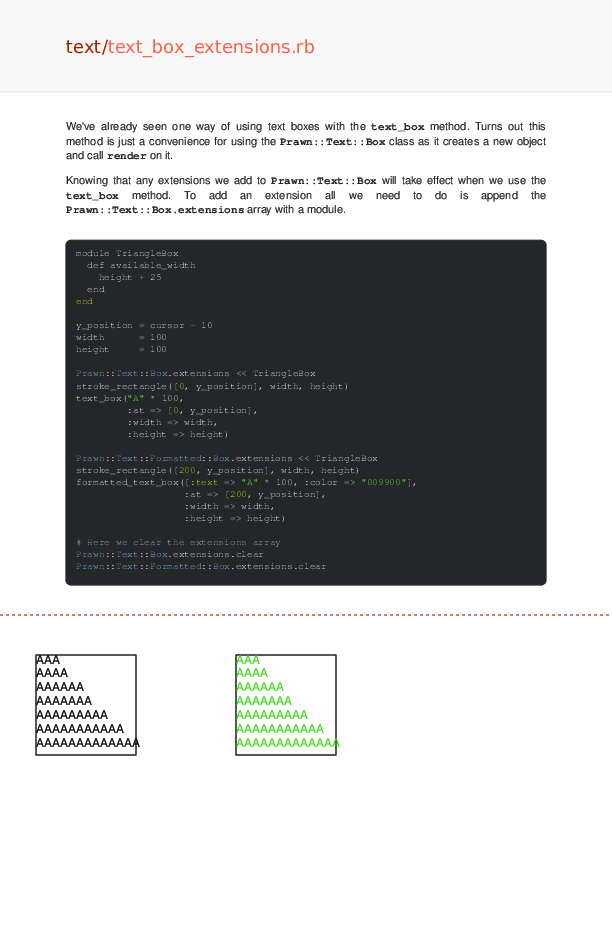 text/text_box_extensions.rb
We've already seen one way of using text boxes with the text_box method. Turns out this
method is just a convenience for using the Prawn::Text::Box class as it creates a new object
and call render on it.
Knowing that any extensions we add to Prawn::Text::Box will take effect when we use the
text_box method. To add an extension all we need to do is append the
Prawn::Text::Box.extensions array with a module.
module TriangleBox
  def available_width
    height + 25
  end
end
y_position = cursor - 10
width      = 100
height     = 100
Prawn::Text::Box.extensions << TriangleBox
stroke_rectangle([0, y_position], width, height)
text_box("A" * 100,
         :at => [0, y_position],
         :width => width,
         :height => height)
Prawn::Text::Formatted::Box.extensions << TriangleBox
stroke_rectangle([200, y_position], width, height)
formatted_text_box([:text => "A" * 100, :color => "009900"],
                   :at => [200, y_position],
                   :width => width,
                   :height => height)
# Here we clear the extensions array
Prawn::Text::Box.extensions.clear
Prawn::Text::Formatted::Box.extensions.clear
AAA
AAAA
AAAAAA
AAAAAAA
AAAAAAAAA
AAAAAAAAAAA
AAAAAAAAAAAAA
AAA
AAAA
AAAAAA
AAAAAAA
AAAAAAAAA
AAAAAAAAAAA
AAAAAAAAAAAAA